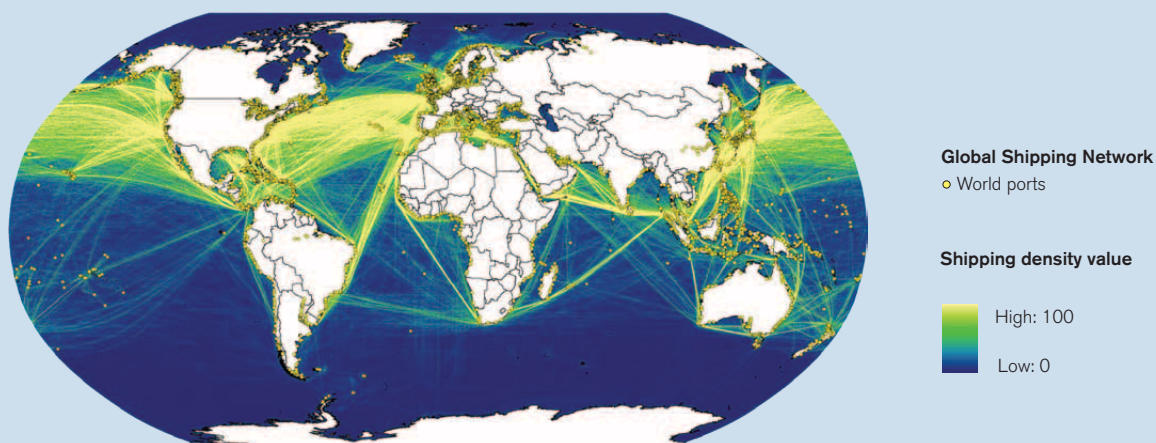 Global Shipping Network
World ports
Shipping density value
High: 100
Low: 0